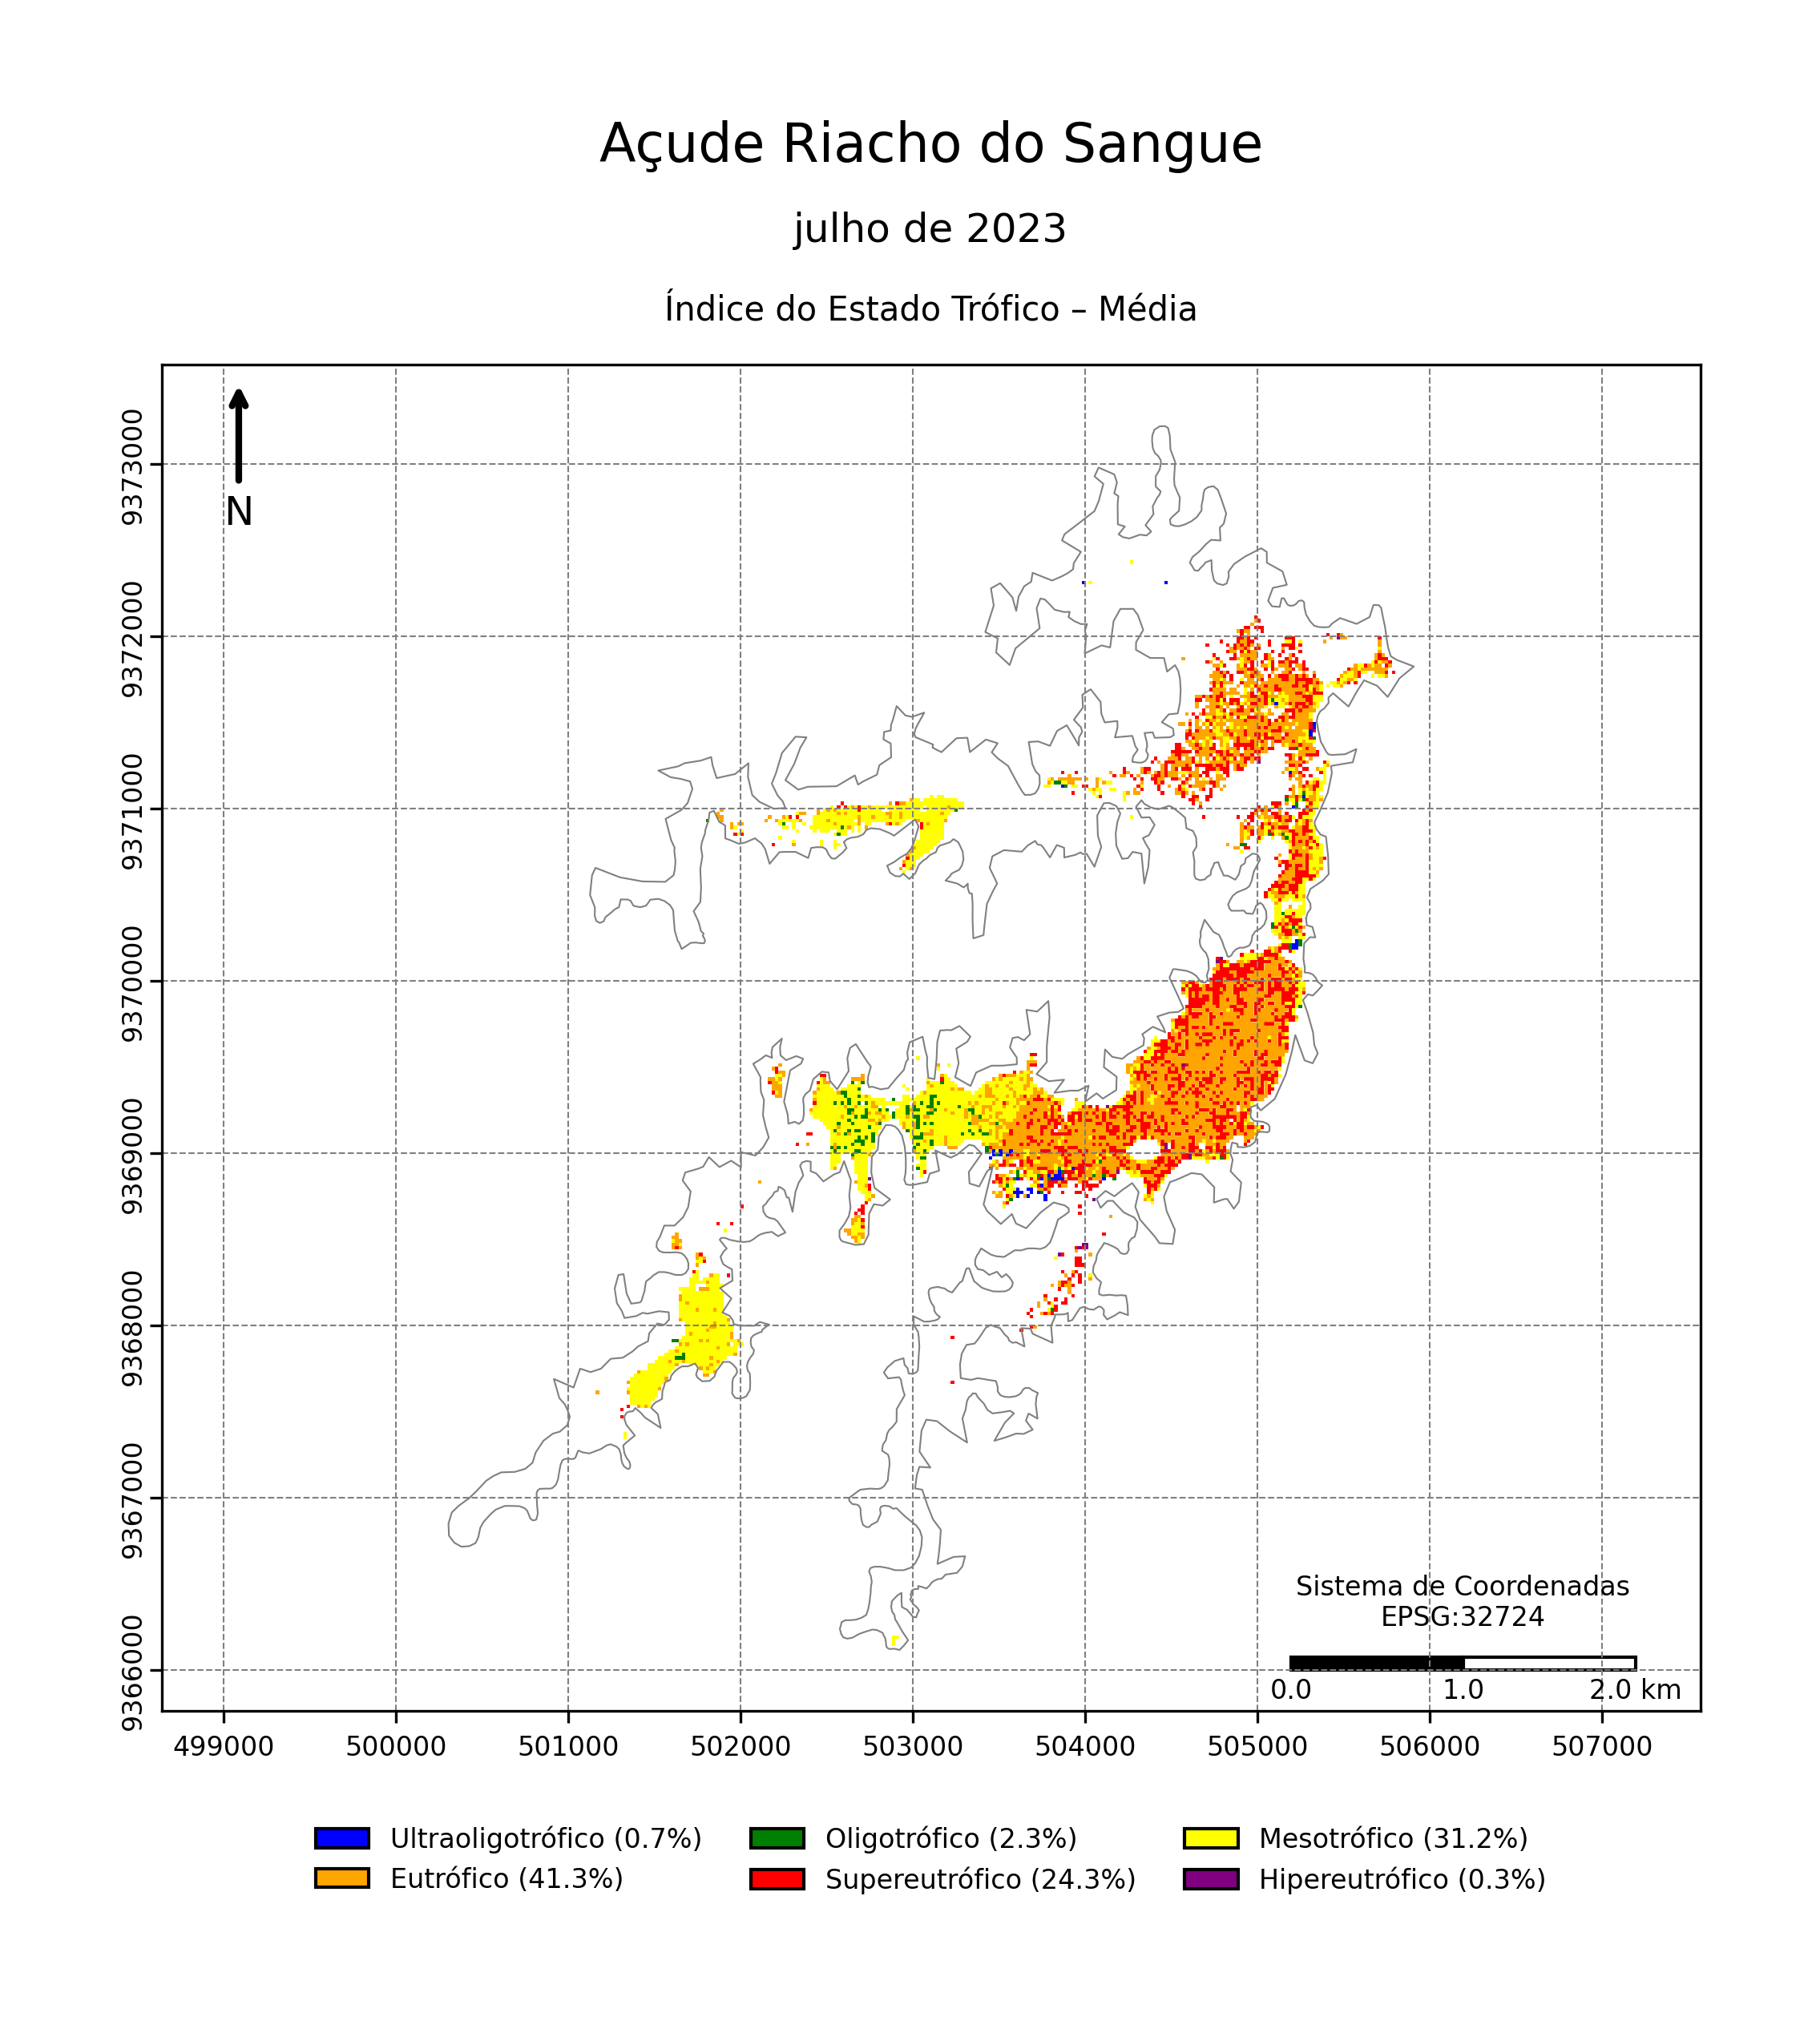 Açude Riacho do Sangue
julho de 2023
Índice do Estado Trófico – Média
N
9373000
9372000
9371000
9370000
9369000
9368000
9367000
9366000
Sistema de Coordenadas
EPSG:32724
0.0 1.0 2.0 km
499000 500000 501000 502000 503000 504000 505000 506000 507000
Ultraoligotrófico (0.7%) Oligotrófico (2.3%) Mesotrófico (31.2%)
Eutrófico (41.3%) Supereutrófico (24.3%) Hipereutrófico (0.3%)